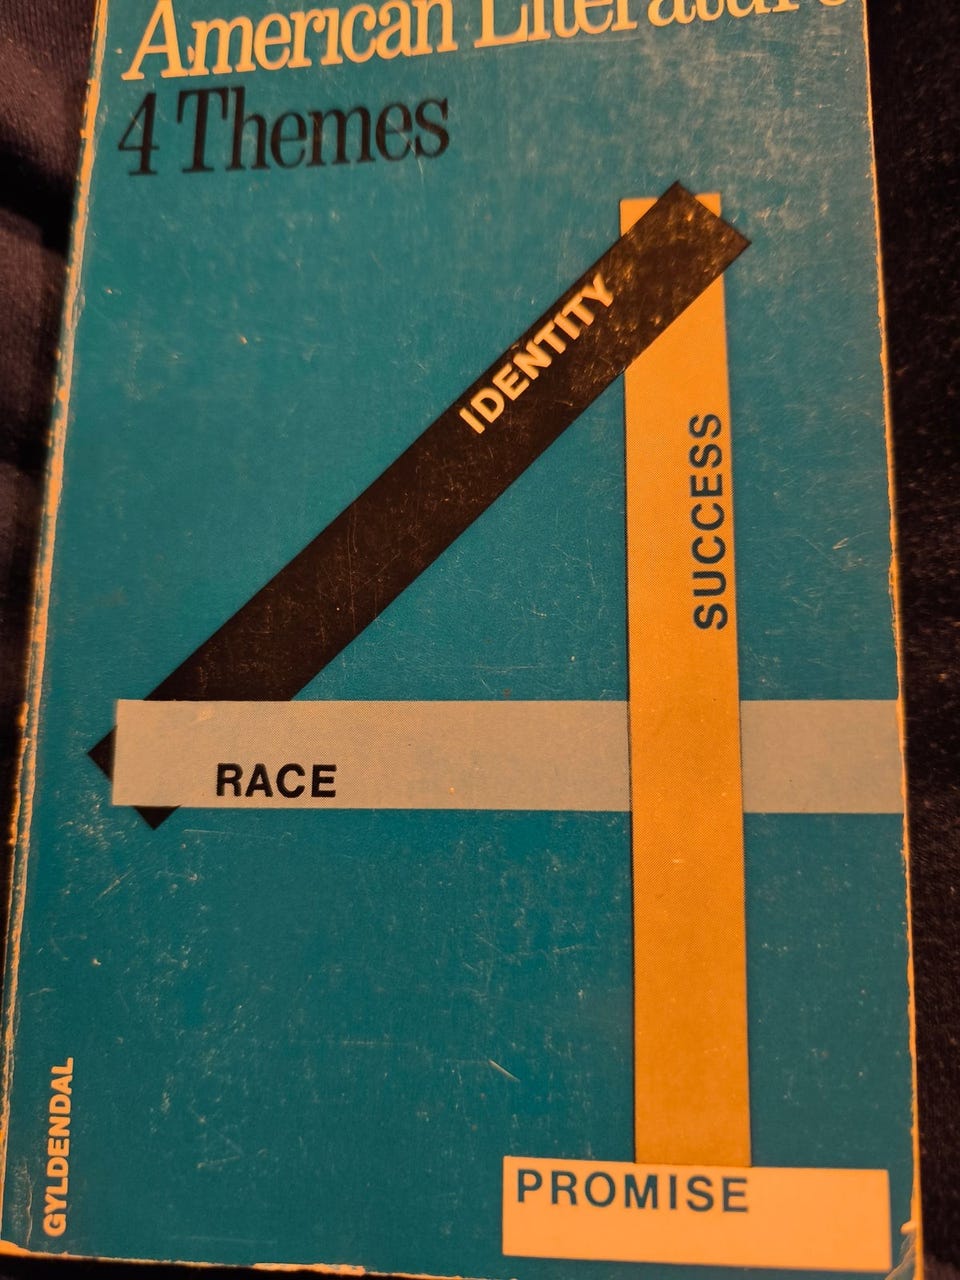 American Literature
4 Themes
IDENTITY
SUCCESS
RACE
PROMISE
GYLDENDAL